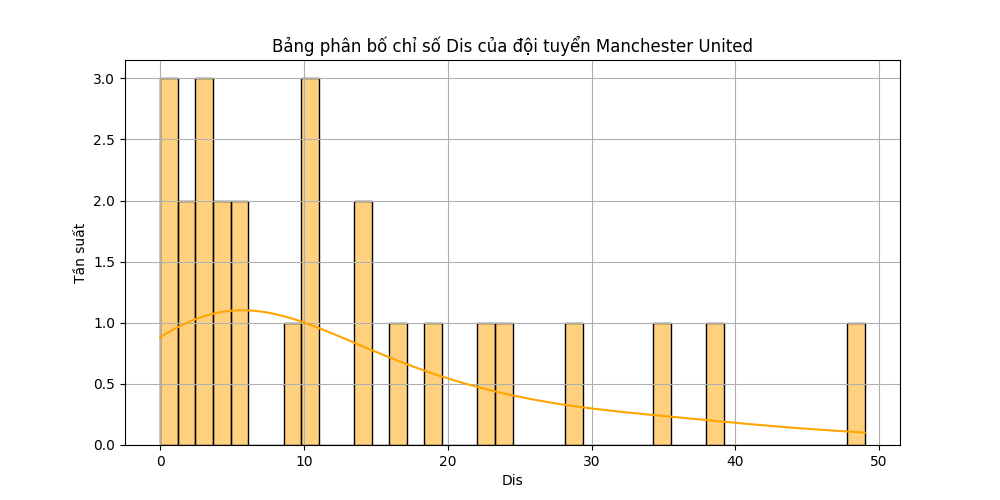 Bảng phân bố chỉ số Dis của đội tuyển Manchester United
Tần suất
3.0
2.5
2.0
1.5
1.0
0.5
0.0
0 10 20 30 40 50
Dis